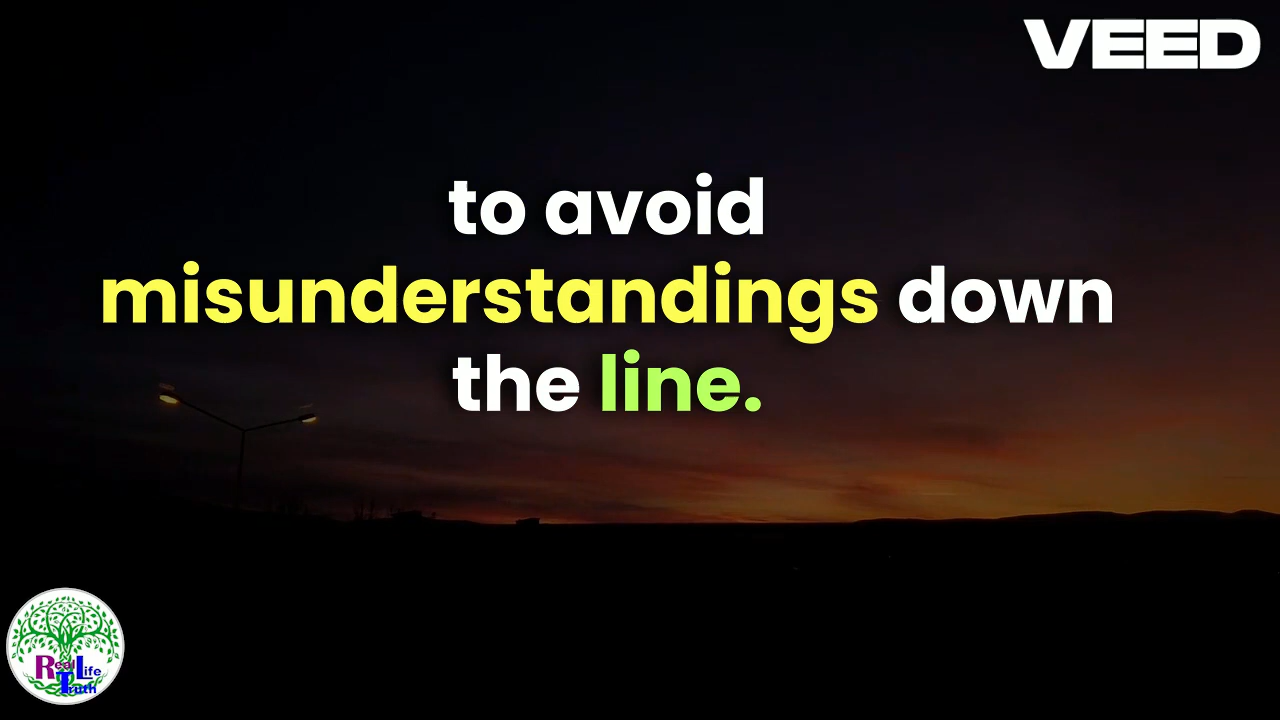 VEED
to avoid
misunderstandings down
the line.
Real Life
Truth